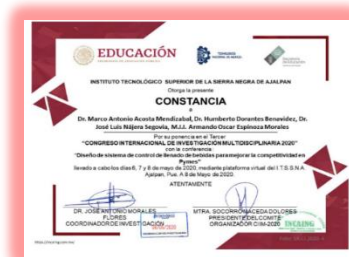 EDUCACIÓN
TECNOLÓGICO
INSTITUTO TECNOLÓGICO SUPERIOR DE LA SIERRA NEGRA DE AJALPAN
Otorga la presente
CONSTANCIA
a
Dr. Marco Antonio Acosta Mendizabal, Dr. Humberto Dorantes Benavidez, Dr.
José Luis Nájera Segovia, M.I.I. Armando Oscar Espinoza Morales
Por su ponencia en el Tercer
"CONGRESO INTERNACIONAL DE INVESTIGACIÓN MULTIDISCIPLINARIA 2020"
con la conferencia:
"Diseño de sistema de control de llenado de bebidas para mejorar la competitividad en
Pymes"
llevado a cabo los días 6, 7 y 8 de mayo de 2020, mediante plataforma virtual del I.T.S.S.N.A.
Ajalpan, Pue. A 8 de Mayo de 2020.
ATENTAMENTE
DR. JOSÉ ANTONIO MORALES
FLORES
COORDINADOR DE INVESTIGACIÓN
MTRA. SOCORRO MACEDA DOLORES
PRESIDENTE DEL COMITÉ
ORGANIZADOR CIIM-2020
INCAING